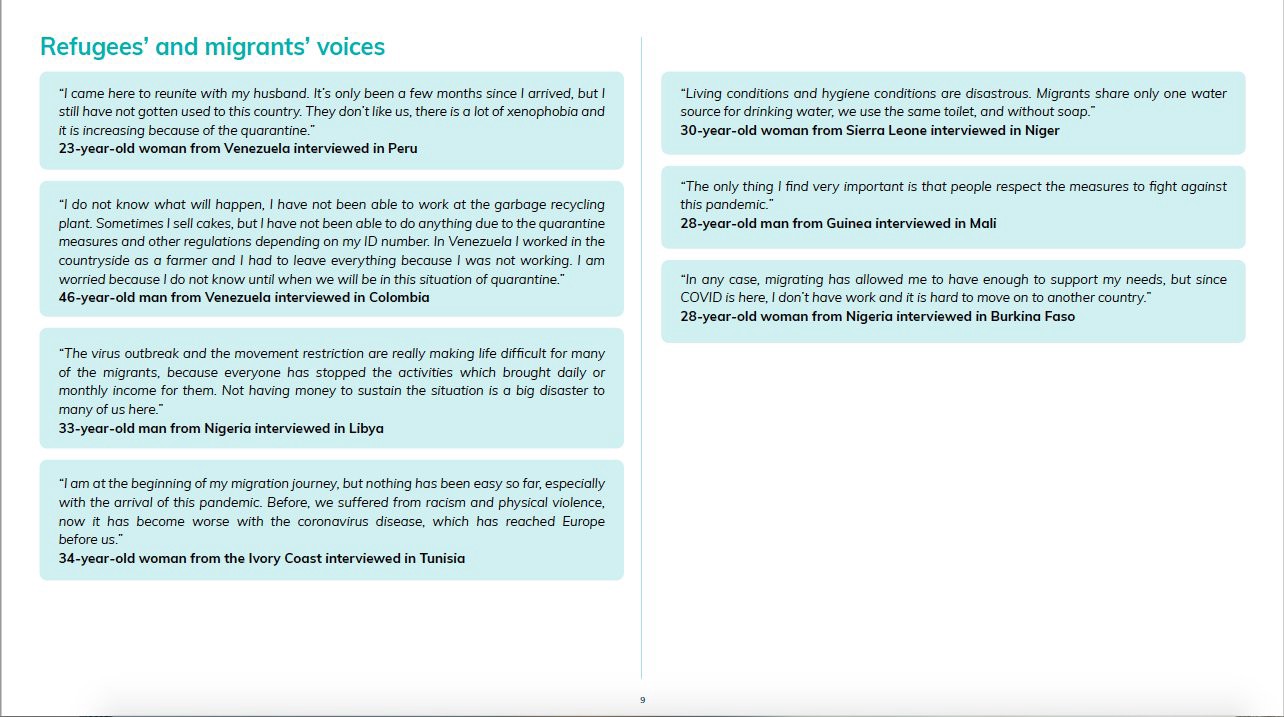 Refugees’ and migrants’ voices
“I came here to reunite with my husband. It’s only been a few months since I arrived, but I
still have not gotten used to this country. They don’t like us, there is a lot of xenophobia and
it is increasing because of the quarantine.”
23-year-old woman from Venezuela interviewed in Peru
“I do not know what will happen, I have not been able to work at the garbage recycling
plant. Sometimes I sell cakes, but I have not been able to do anything due to the quarantine
measures and other regulations depending on my ID number. In Venezuela I worked in the
countryside as a farmer and I had to leave everything because I was not working. I am
worried because I do not know until when we will be in this situation of quarantine.”
46-year-old man from Venezuela interviewed in Colombia
“The virus outbreak and the movement restriction are really making life difficult for many
of the migrants, because everyone has stopped the activities which brought daily or
monthly income for them. Not having money to sustain the situation is a big disaster to
many of us here.”
33-year-old man from Nigeria interviewed in Libya
“I am at the beginning of my migration journey, but nothing has been easy so far, especially
with the arrival of this pandemic. Before, we suffered from racism and physical violence,
now it has become worse with the coronavirus disease, which has reached Europe
before us.”
34-year-old woman from the Ivory Coast interviewed in Tunisia
“Living conditions and hygiene conditions are disastrous. Migrants share only one water
source for drinking water, we use the same toilet, and without soap.”
30-year-old woman from Sierra Leone interviewed in Niger
“The only thing I find very important is that people respect the measures to fight against
this pandemic.”
28-year-old man from Guinea interviewed in Mali
“In any case, migrating has allowed me to have enough to support my needs, but since
COVID is here, I don’t have work and it is hard to move on to another country.”
28-year-old woman from Nigeria interviewed in Burkina Faso
9